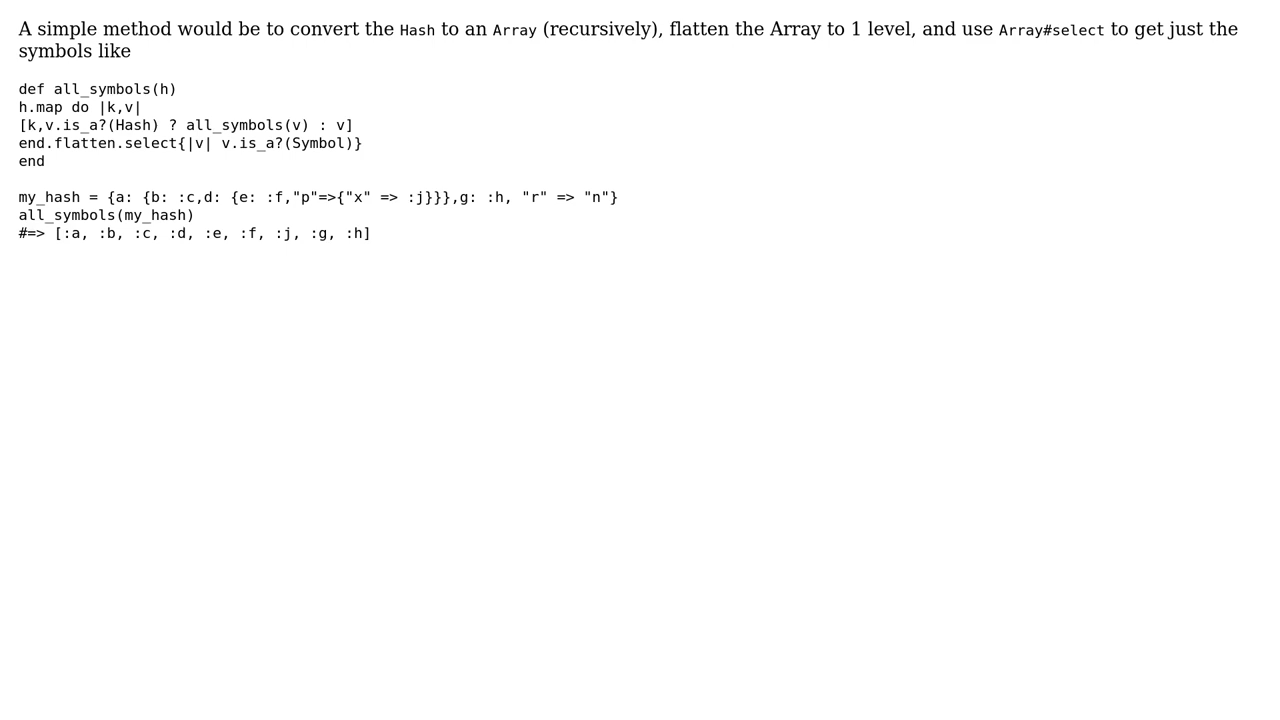 A simple method would be to convert the Hash to an Array (recursively), flatten the Array to 1 level, and use Array#select to get just the
symbols like
def all_symbols(h)
h.map do |k,v|
[k,v.is_a?(Hash) ? all_symbols(v) : v]
end.flatten.select{|v| v.is_a?(Symbol)}
end
my_hash = {a: {b: :c,d: {e: :f,"p"=>{"x" => :j}}},g: :h, "r" => "n"}
all_symbols(my_hash)
#=> [:a, :b, :c, :d, :e, :f, :j, :g, :h]